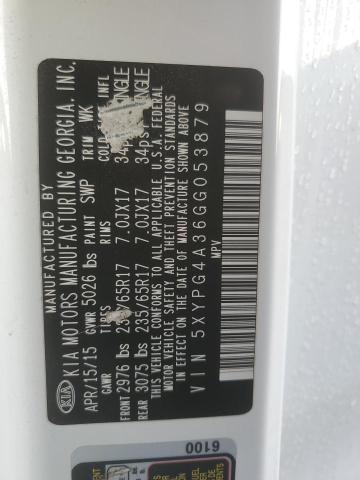 KIA
MANUFACTURED BY
KIA MOTORS MANUFACTURING GEORGIA, INC.
APR/15/15 GVWR 5026 lbs PAINT SWP TRIM WK
GAWR TIRES RIMS COLD INFL
FRONT 2976 lbs 235/65R17 7.0JX17 34psi SINGLE
REAR 3075 lbs 235/65R17 7.0JX17 34psi SINGLE
THIS VEHICLE CONFORMS TO ALL APPLICABLE U.S.A. FEDERAL
MOTOR VEHICLE SAFETY AND THEFT PREVENTION STANDARDS
IN EFFECT ON THE DATE OF MANUFACTURE SHOWN ABOVE
VIN 5XYPG4A36GG053879
MPV
6100